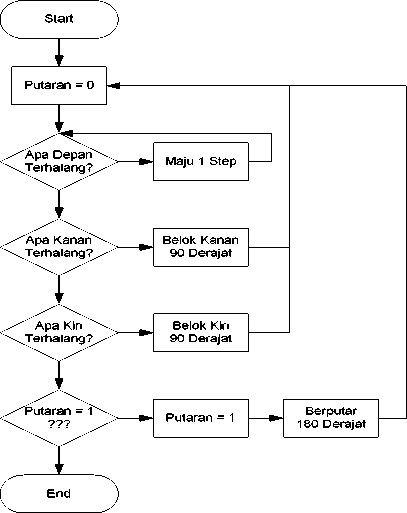 Start
Putaran = 0
Apa Depan
Terhalang?
Maju 1 Step
Apa Kanan
Terhalang?
Belok Kanan
90 Derajat
Apa Kiri
Terhalang?
Belok Kiri
90 Derajat
Putaran = 1
???
Putaran = 1
Berputar
180 Derajat
End